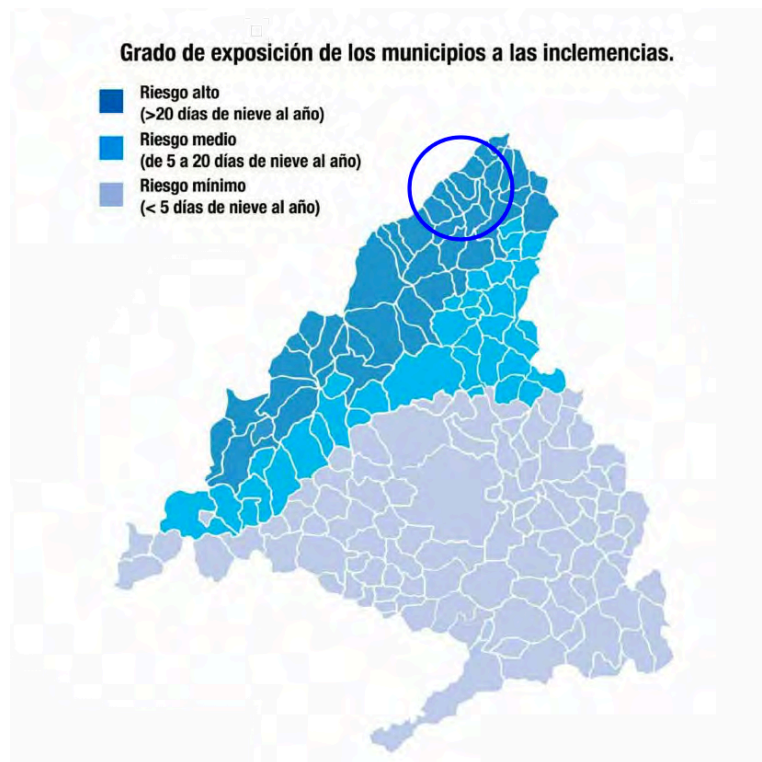 Grado de exposición de los municipios a las inclemencias.
Riesgo alto
(>20 días de nieve al año)
Riesgo medio
(de 5 a 20 días de nieve al año)
Riesgo mínimo
(< 5 días de nieve al año)